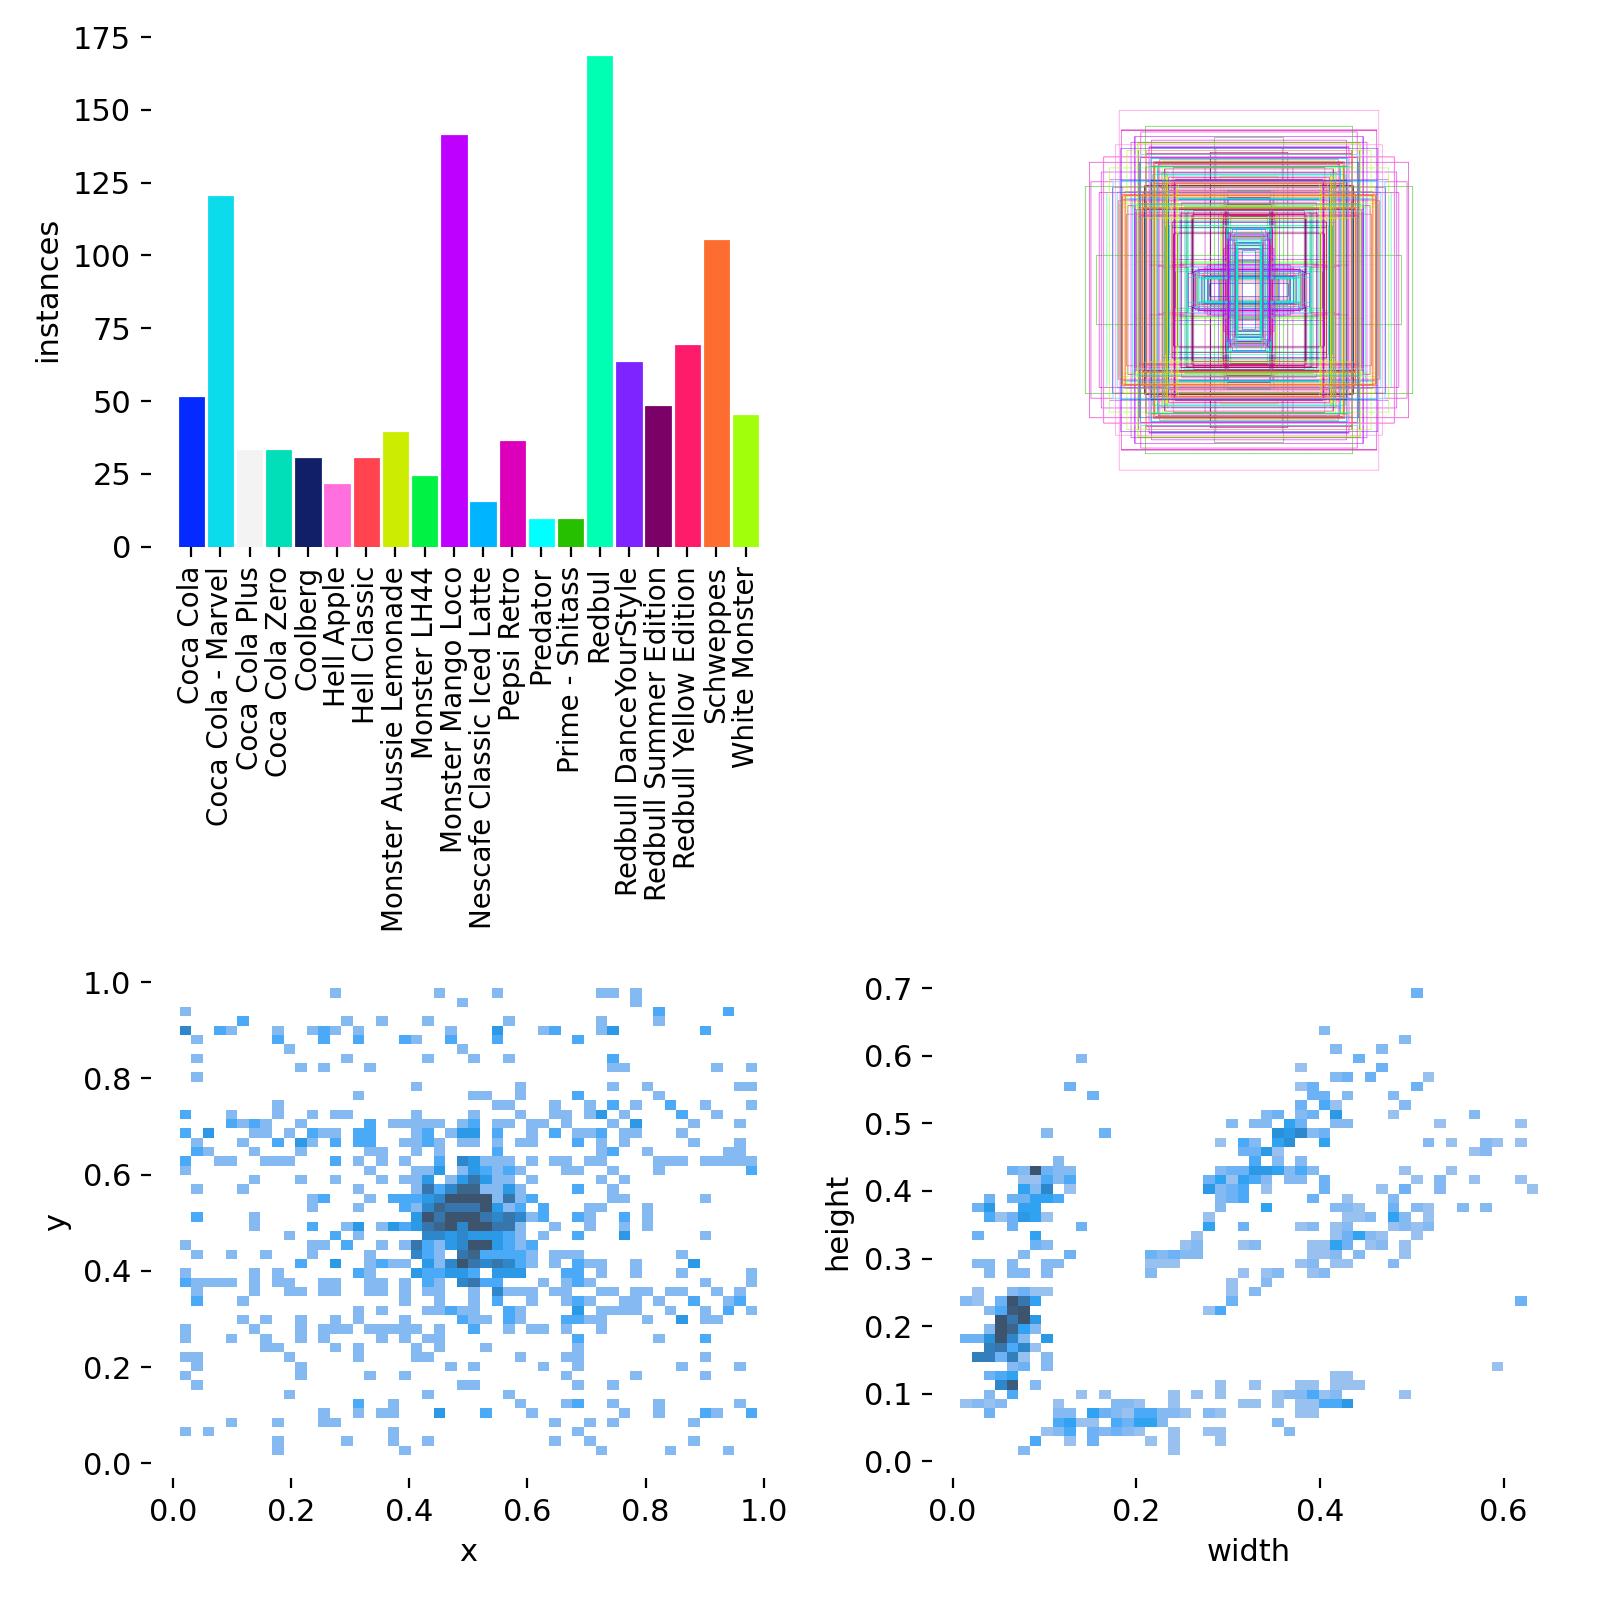 175
150
125
100
75
50
25
0
instances
Coca Cola
Coca Cola - Marvel
Coca Cola Plus
Coca Cola Zero
Coolberg
Hell Apple
Hell Classic
Monster Aussie Lemonade
Monster LH44
Monster Mango Loco
Nescafe Classic Iced Latte
Pepsi Retro
Predator
Prime - Shitass
Redbul
Redbull DanceYourStyle
Redbull Summer Edition
Redbull Yellow Edition
Schweppes
White Monster
1.0
0.8
0.6
0.4
0.2
0.0
y
0.0 0.2 0.4 0.6 0.8 1.0
x
0.7
0.6
0.5
0.4
0.3
0.2
0.1
0.0
height
0.0 0.2 0.4 0.6
width